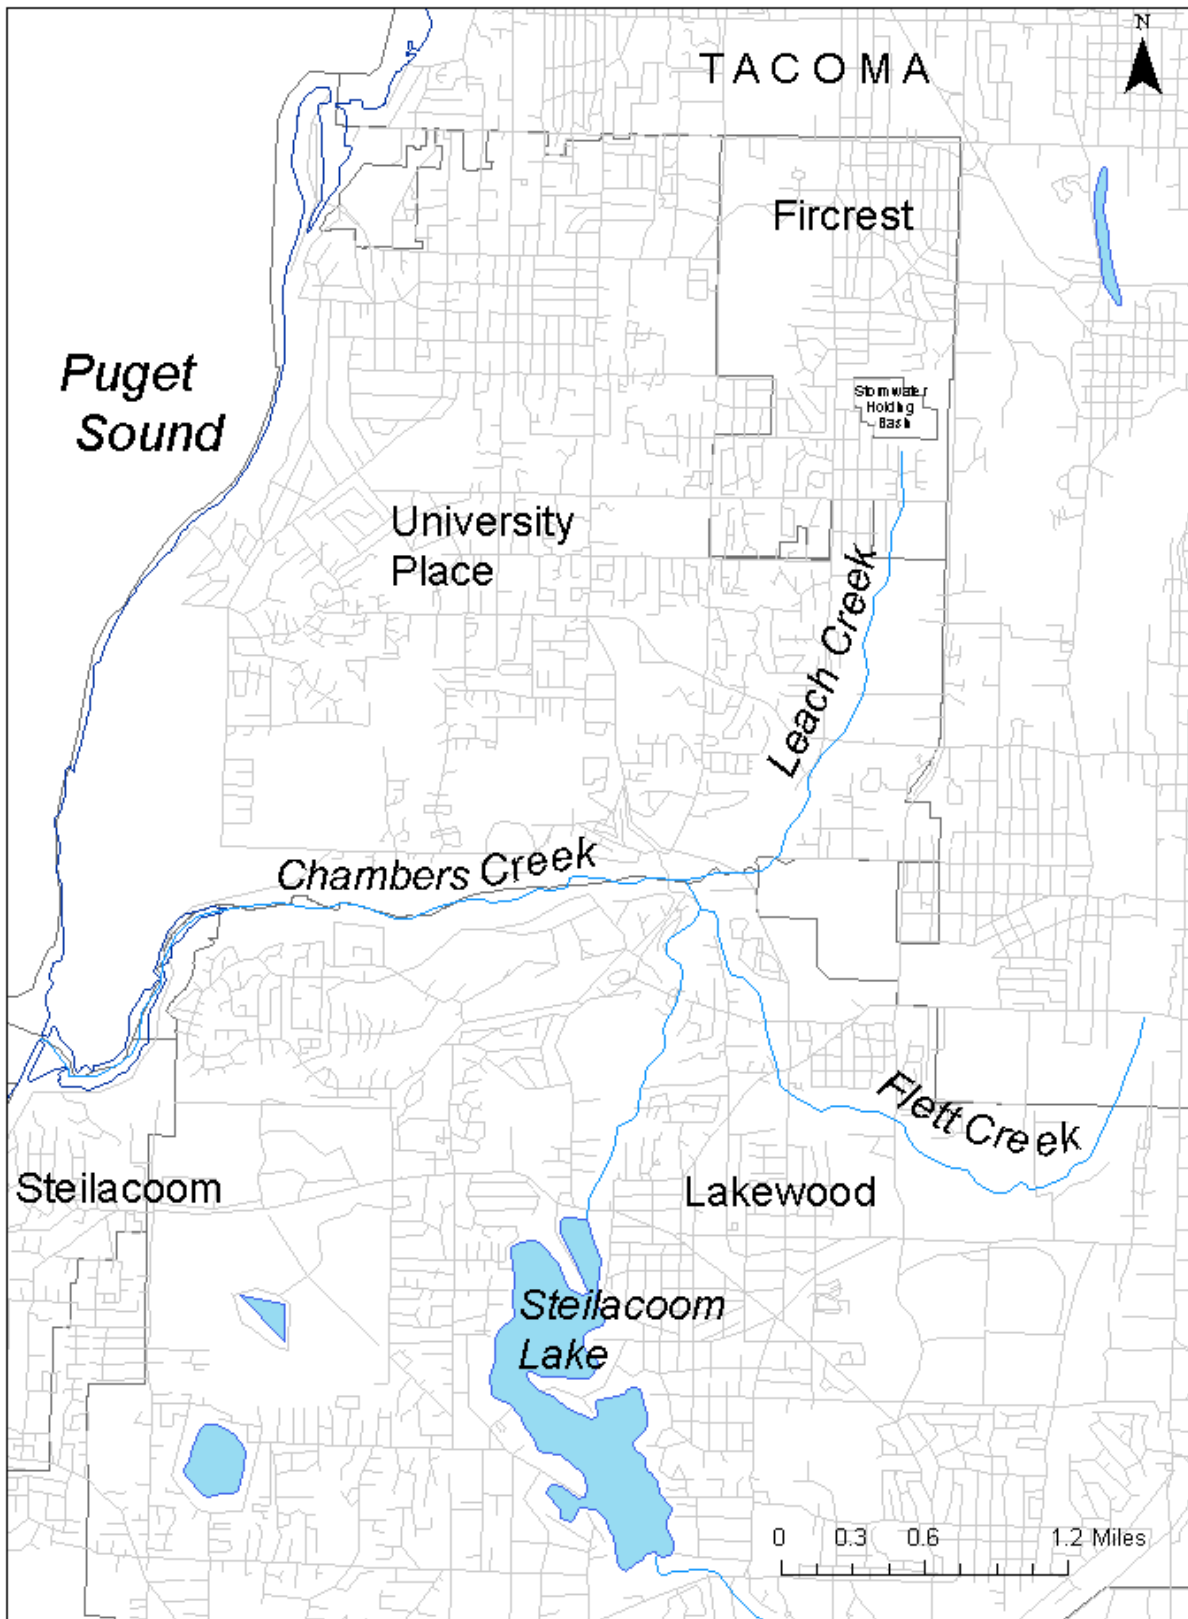 N
TACOMA
Fircrest
Puget
Sound
Stormwater
Holding
Basin
University
Place
Leach Creek
Chambers Creek
Flett Creek
Steilacoom
Lakewood
Steilacoom
Lake
0 0.3 0.6 1.2 Miles